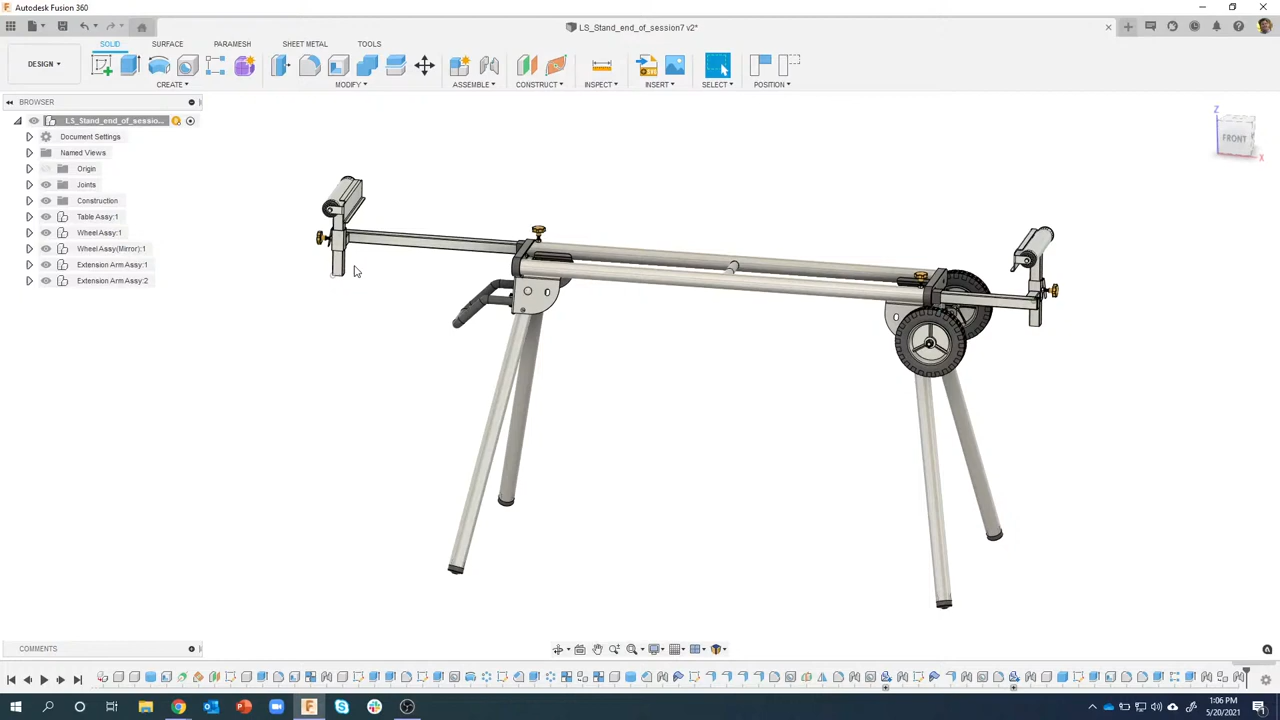 Autodesk Fusion 360
LS_Stand_end_of_session7 v2*
DESIGN
SOLID
SURFACE
PARAMESH
SHEET METAL
TOOLS
CREATE
MODIFY
ASSEMBLE
CONSTRUCT
INSPECT
INSERT
SELECT
POSITION
BROWSER
LS_Stand_end_of_sessio...
Document Settings
Named Views
Origin
Joints
Construction
Table Assy:1
Wheel Assy:1
Wheel Assy(Mirror):1
Extension Arm Assy:1
Extension Arm Assy:2
Z
FRONT
X
COMMENTS
1:06 PM
5/20/2021